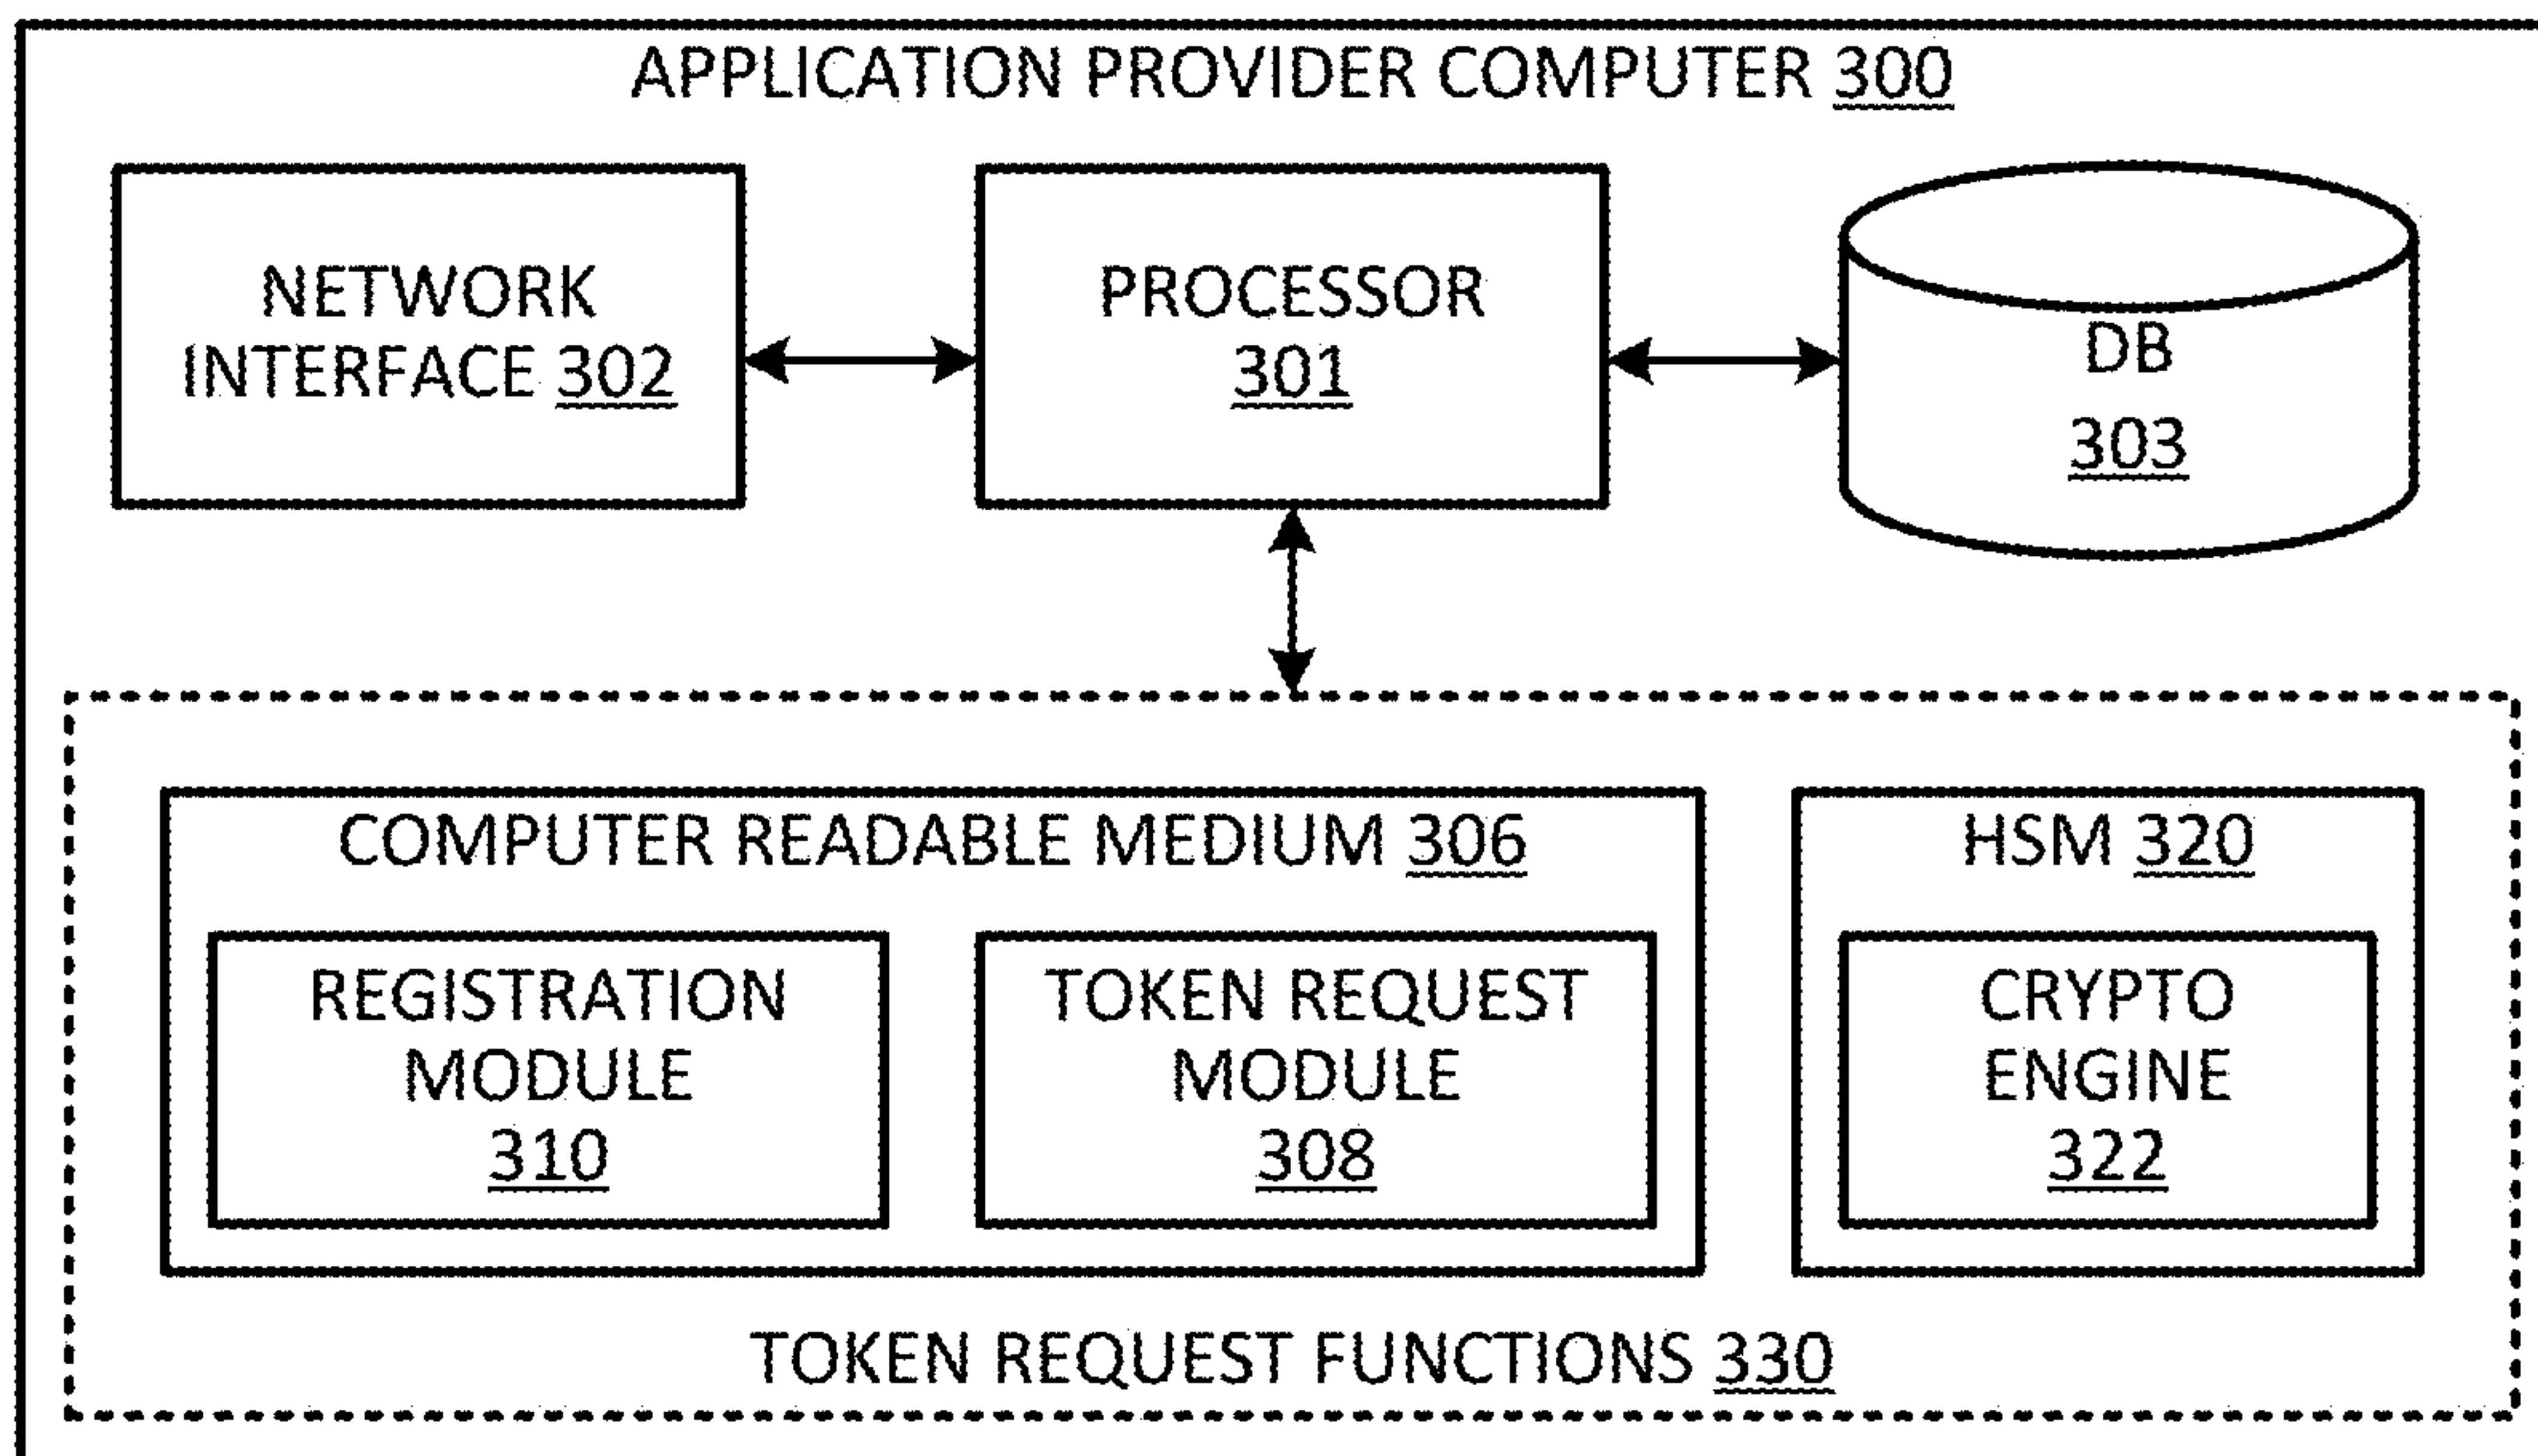 APPLICATION PROVIDER COMPUTER 300
NETWORK
INTERFACE 302
PROCESSOR
301
DB
303
COMPUTER READABLE MEDIUM 306
HSM 320
REGISTRATION
MODULE
310
TOKEN REQUEST
MODULE
308
CRYPTO
ENGINE
322
TOKEN REQUEST FUNCTIONS 330